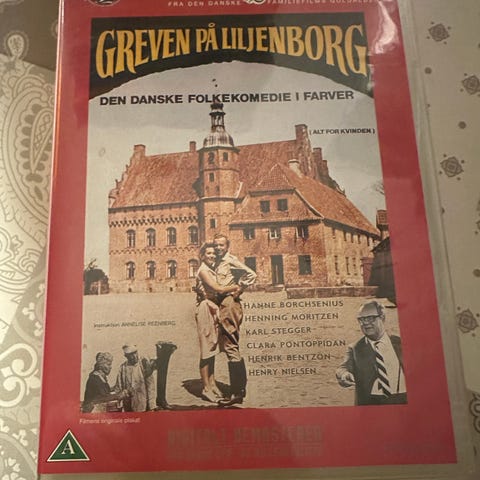 FRA DEN DANSKE FAMILIEFILMS GULDALDER
GREVEN PÅ LILJENBORG
DEN DANSKE FOLKEKOMEDIE I FARVER
( ALT FOR KVINDEN )
HANNE BORCHSENIUS
HENNING MORITZEN
KARL STEGGER
CLARA PONTOPPIDAN
HENRIK BENTZON
HENRY NIELSEN
Instruktion ANNELISE REENBERG
Filmens originale plakat
A
DIGITALT REMASTERED